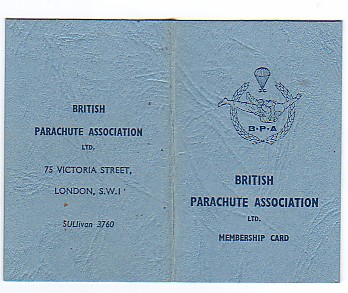 BRITISH
PARACHUTE ASSOCIATION
LTD.
75 VICTORIA STREET,
LONDON, S.W.1
SULlivan 3760
B·P·A
BRITISH
PARACHUTE ASSOCIATION
LTD.
MEMBERSHIP CARD